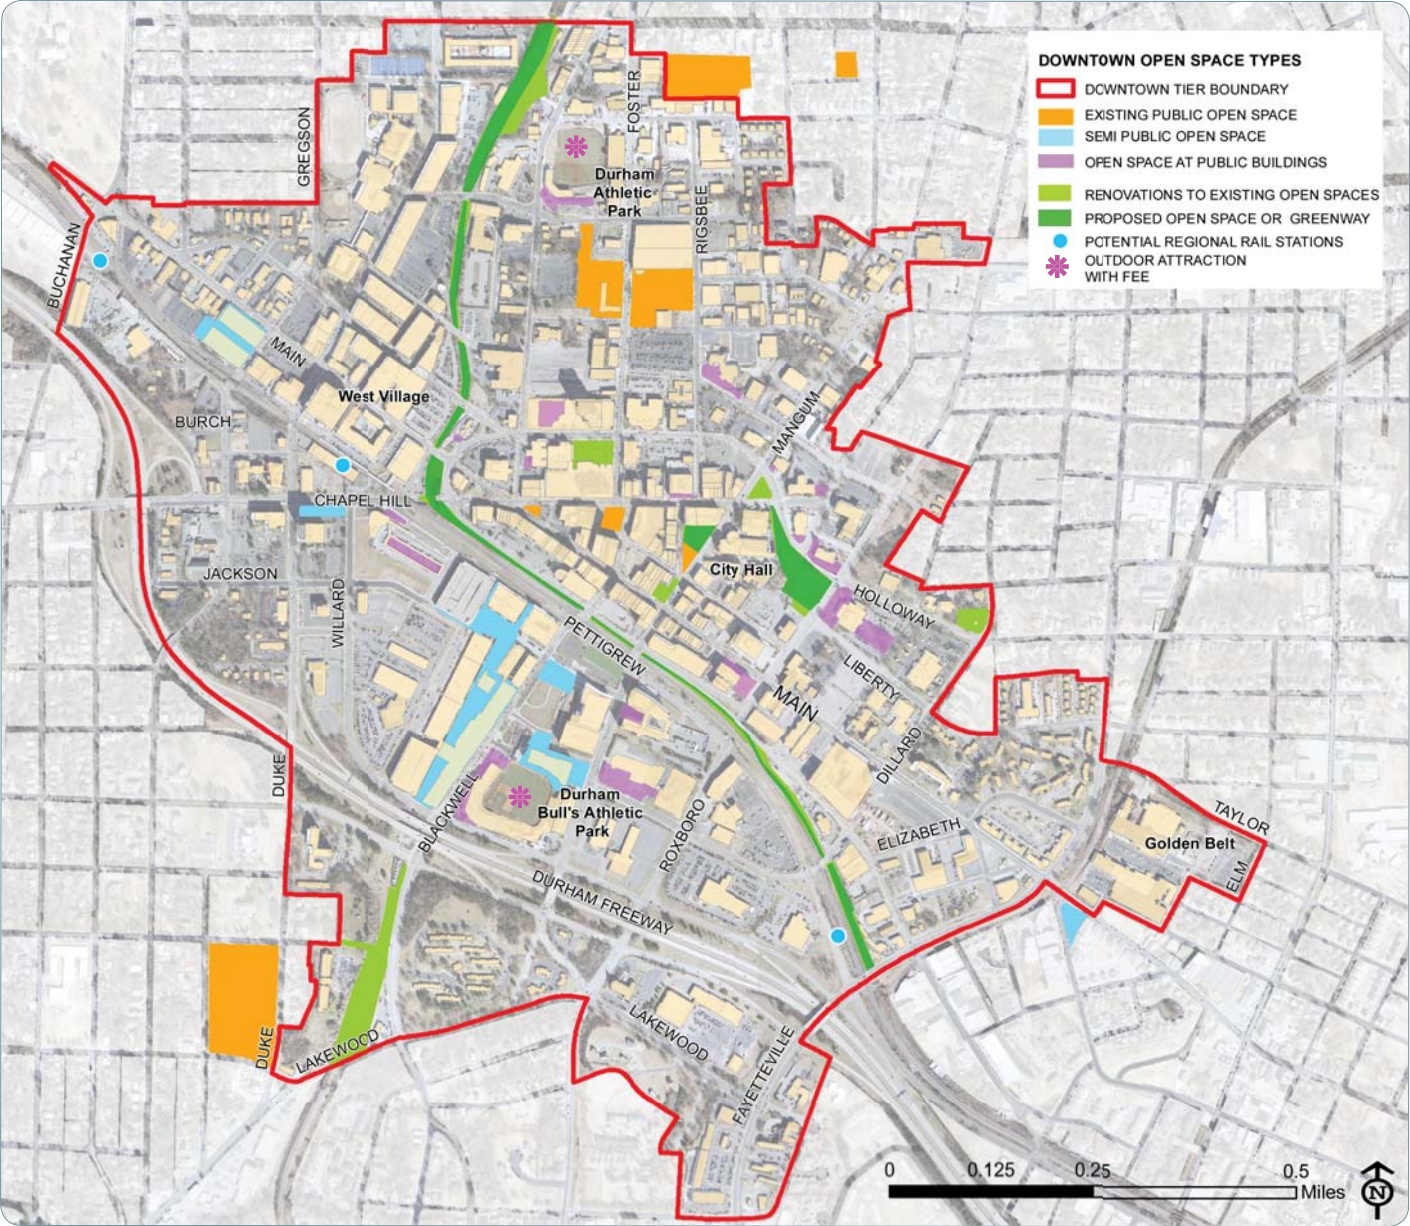 DOWNTOWN OPEN SPACE TYPES
DOWNTOWN TIER BOUNDARY
EXISTING PUBLIC OPEN SPACE
SEMI PUBLIC OPEN SPACE
OPEN SPACE AT PUBLIC BUILDINGS
RENOVATIONS TO EXISTING OPEN SPACES
PROPOSED OPEN SPACE OR GREENWAY
POTENTIAL REGIONAL RAIL STATIONS
OUTDOOR ATTRACTION
WITH FEE
FOSTER
GREGSON
Durham
Athletic
Park
RIGSBEE
BUCHANAN
MAIN
West Village
BURCH
MANGUM
CHAPEL HILL
City Hall
JACKSON
WILLARD
HOLLOWAY
PETTIGREW
LIBERTY
MAIN
DILLARD
DUKE
BLACKWELL
Durham
Bull's Athletic
Park
ROXBORO
ELIZABETH
TAYLOR
Golden Belt
ELM
DURHAM FREEWAY
DUKE
LAKEWOOD
LAKEWOOD
FAYETTEVILLE
0 0.125 0.25 0.5
Miles
N